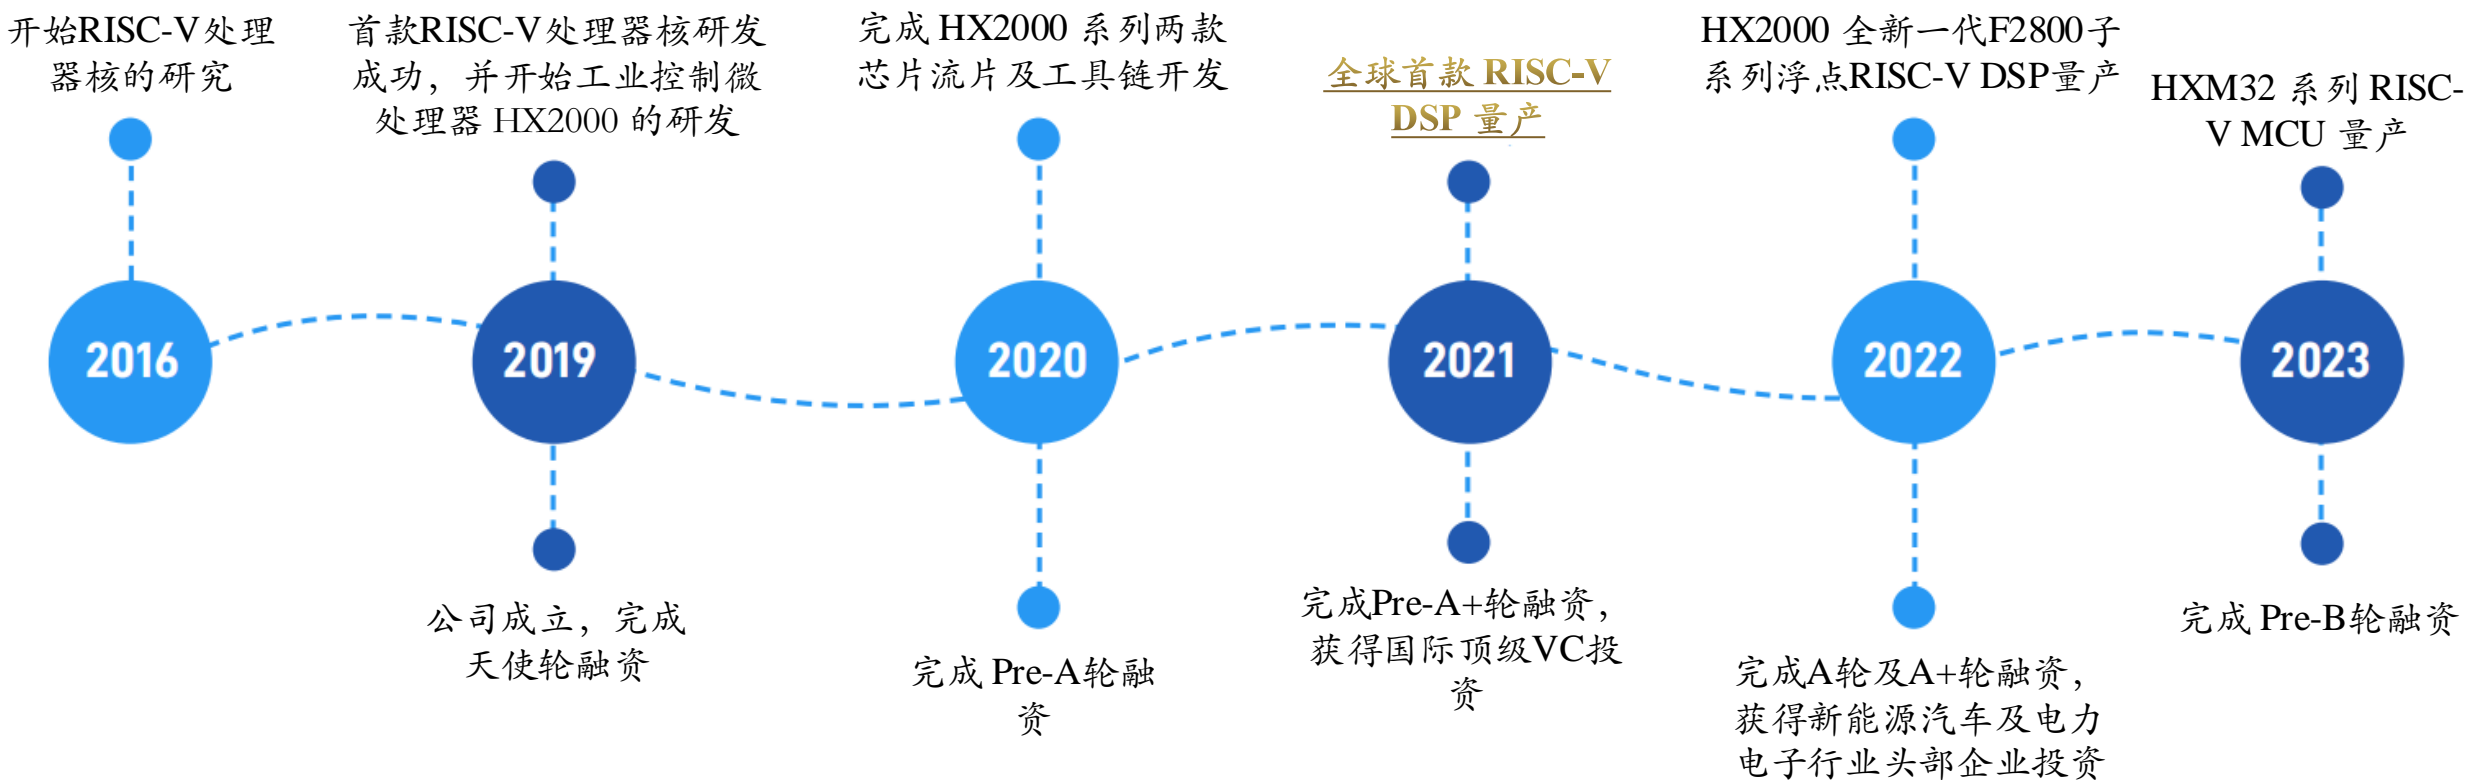 开始RISC-V处理
器核的研究
首款RISC-V处理器核研发
成功，并开始工业控制微
处理器 HX2000 的研发
完成 HX2000 系列两款
芯片流片及工具链开发
全球首款 RISC-V
DSP 量产
HX2000 全新一代F2800子
系列浮点RISC-V DSP量产
HXM32 系列 RISC-
V MCU 量产
2016
2019
2020
2021
2022
2023
公司成立，完成
天使轮融资
完成 Pre-A轮融
资
完成Pre-A+轮融资，
获得国际顶级VC投
资
完成A轮及A+轮融资，
获得新能源汽车及电力
电子行业头部企业投资
完成 Pre-B轮融资